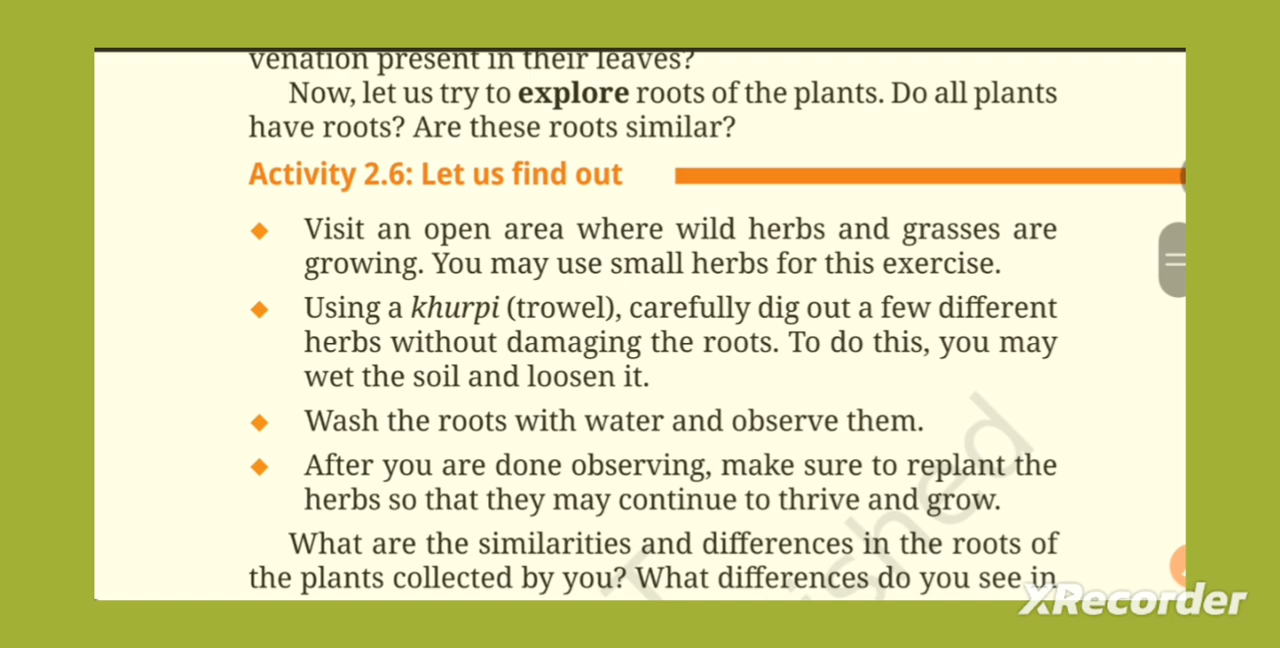 venation present in their leaves?
Now, let us try to explore roots of the plants. Do all plants
have roots? Are these roots similar?
Activity 2.6: Let us find out
Visit an open area where wild herbs and grasses are
growing. You may use small herbs for this exercise.
Using a khurpi (trowel), carefully dig out a few different
herbs without damaging the roots. To do this, you may
wet the soil and loosen it.
Wash the roots with water and observe them.
After you are done observing, make sure to replant the
herbs so that they may continue to thrive and grow.
What are the similarities and differences in the roots of
the plants collected by you? What differences do you see in
XRecorder